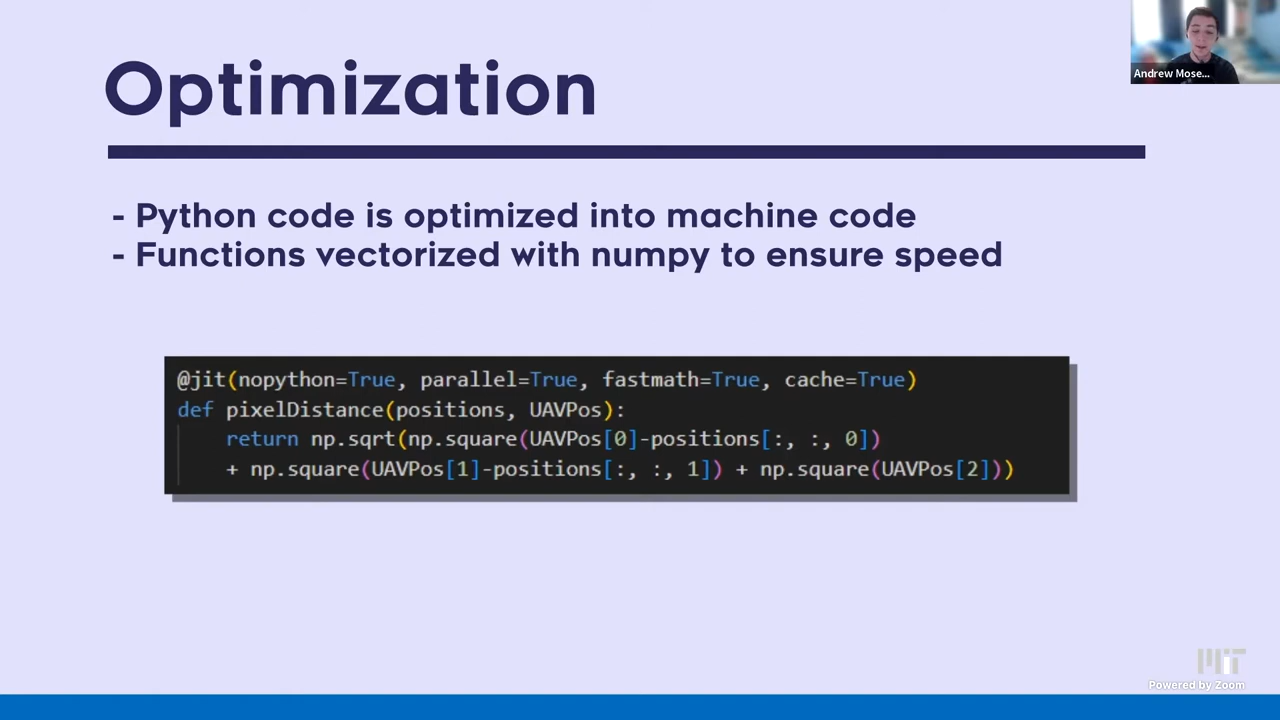 Optimization
- Python code is optimized into machine code
- Functions vectorized with numpy to ensure speed
@jit(nopython=True, parallel=True, fastmath=True, cache=True)
def pixelDistance(positions, UAVPos):
return np.sqrt(np.square(UAVPos[0]-positions[:, :, 0])
+ np.square(UAVPos[1]-positions[:, :, 1]) + np.square(UAVPos[2]))
Andrew Mose...
MIT
Powered by Zoom